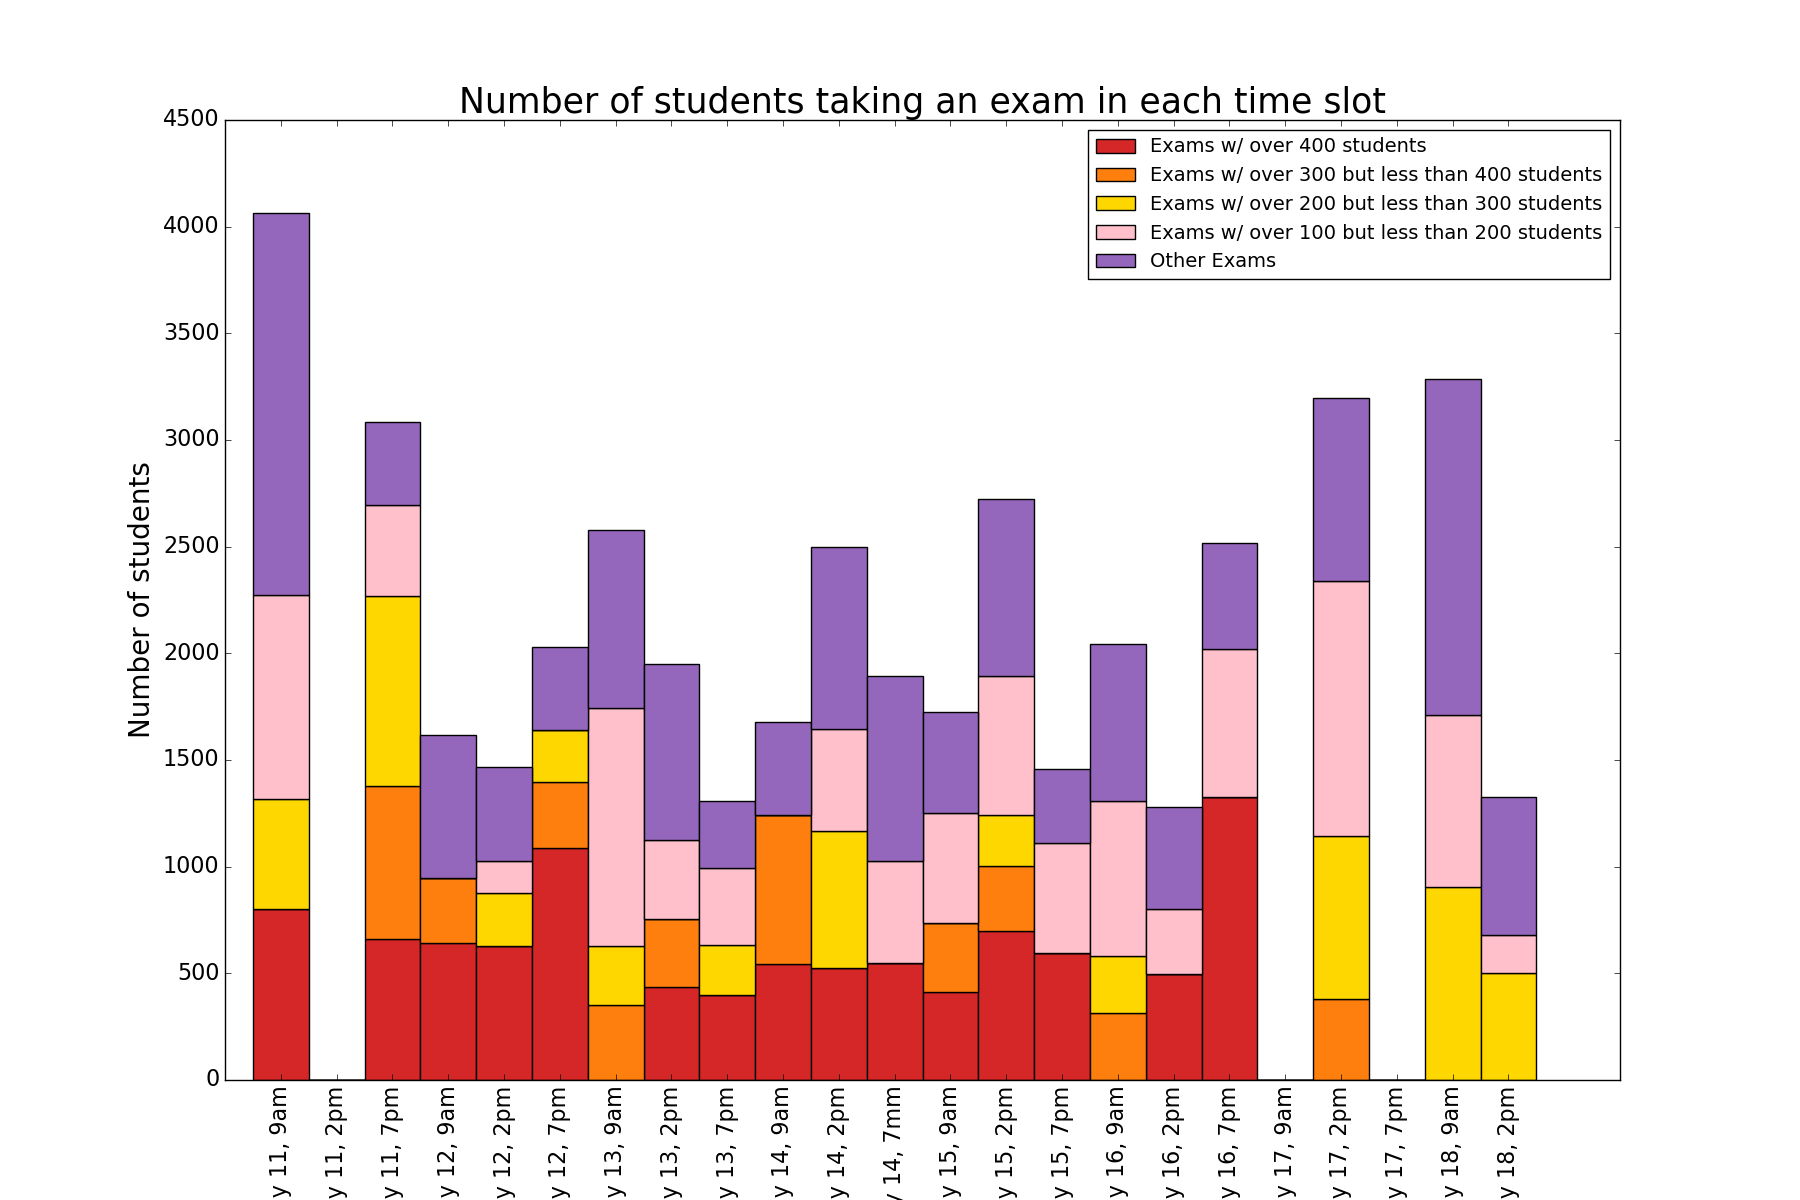 Number of students taking an exam in each time slot
Exams w/ over 400 students
Exams w/ over 300 but less than 400 students
Exams w/ over 200 but less than 300 students
Exams w/ over 100 but less than 200 students
Other Exams
Number of students
4500
4000
3500
3000
2500
2000
1500
1000
500
0
y 11, 9am
y 11, 2pm
y 11, 7pm
y 12, 9am
y 12, 2pm
y 12, 7pm
y 13, 9am
y 13, 2pm
y 13, 7pm
y 14, 9am
y 14, 2pm
y 14, 7mm
y 15, 9am
y 15, 2pm
y 15, 7pm
y 16, 9am
y 16, 2pm
y 16, 7pm
y 17, 9am
y 17, 2pm
y 17, 7pm
y 18, 9am
y 18, 2pm